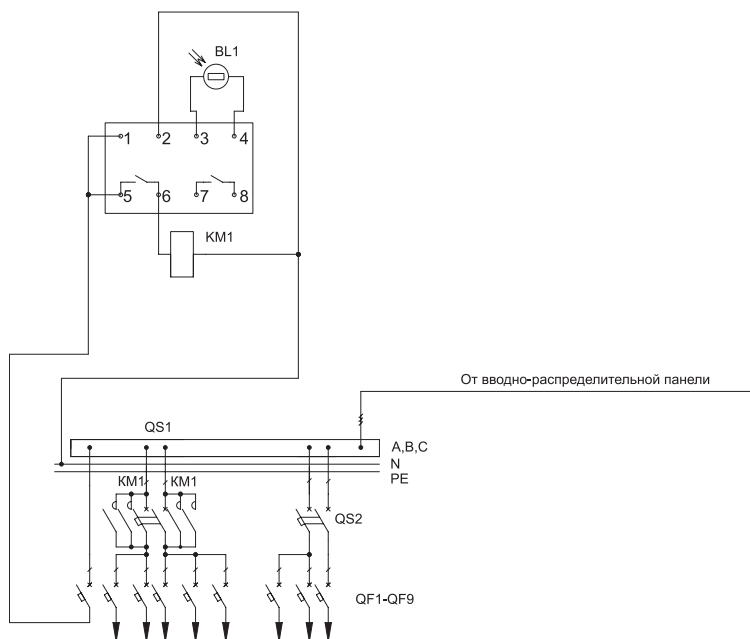 BL1
1 2 3 4
5 6 7 8
KM1
От вводно-распределительной панели
QS1
A,B,C
N
PE
KM1 KM1
QS2
QF1-QF9